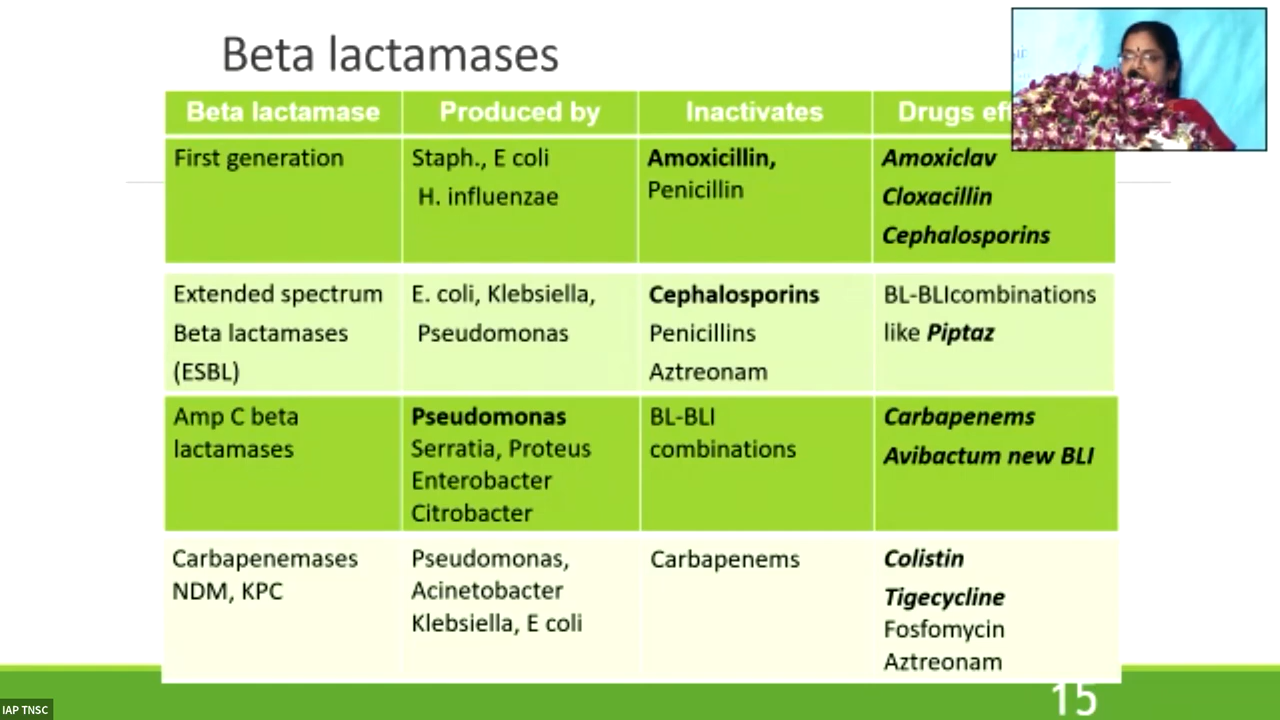 Beta lactamases
Beta lactamase
Produced by
Inactivates
Drugs
First generation
Staph., E coli
H. influenzae
Amoxicillin,
Penicillin
Amoxiclav
Cloxacillin
Cephalosporins
Extended spectrum
Beta lactamases
(ESBL)
E. coli, Klebsiella,
Pseudomonas
Cephalosporins
Penicillins
Aztreonam
BL-BLIcombinations
like Piptaz
Amp C beta
lactamases
Pseudomonas
Serratia, Proteus
Enterobacter
Citrobacter
BL-BLI
combinations
Carbapenems
Avibactum new BLI
Carbapenemases
NDM, KPC
Pseudomonas,
Acinetobacter
Klebsiella, E coli
Carbapenems
Colistin
Tigecycline
Fosfomycin
Aztreonam
15
IAP TNSC